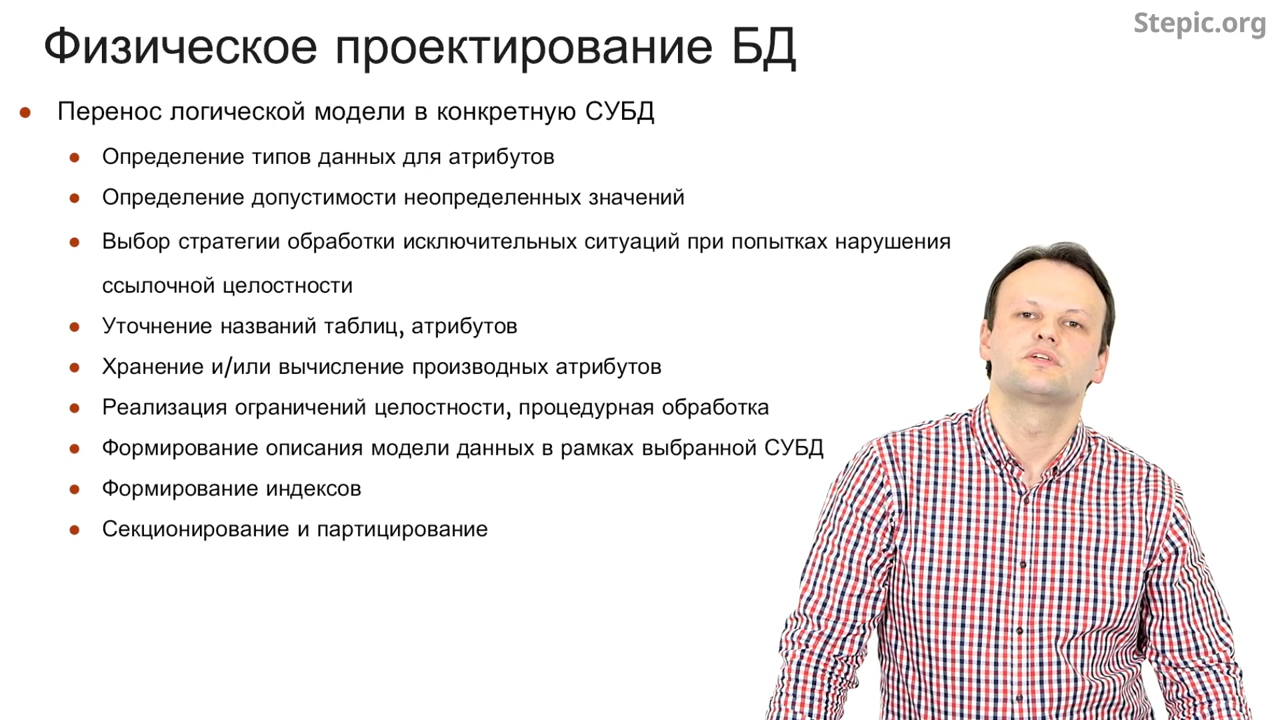 Stepic.org
Физическое проектирование БД
Перенос логической модели в конкретную СУБД
Определение типов данных для атрибутов
Определение допустимости неопределенных значений
Выбор стратегии обработки исключительных ситуаций при попытках нарушения
ссылочной целостности
Уточнение названий таблиц, атрибутов
Хранение и/или вычисление производных атрибутов
Реализация ограничений целостности, процедурная обработка
Формирование описания модели данных в рамках выбранной СУБД
Формирование индексов
Секционирование и партицирование